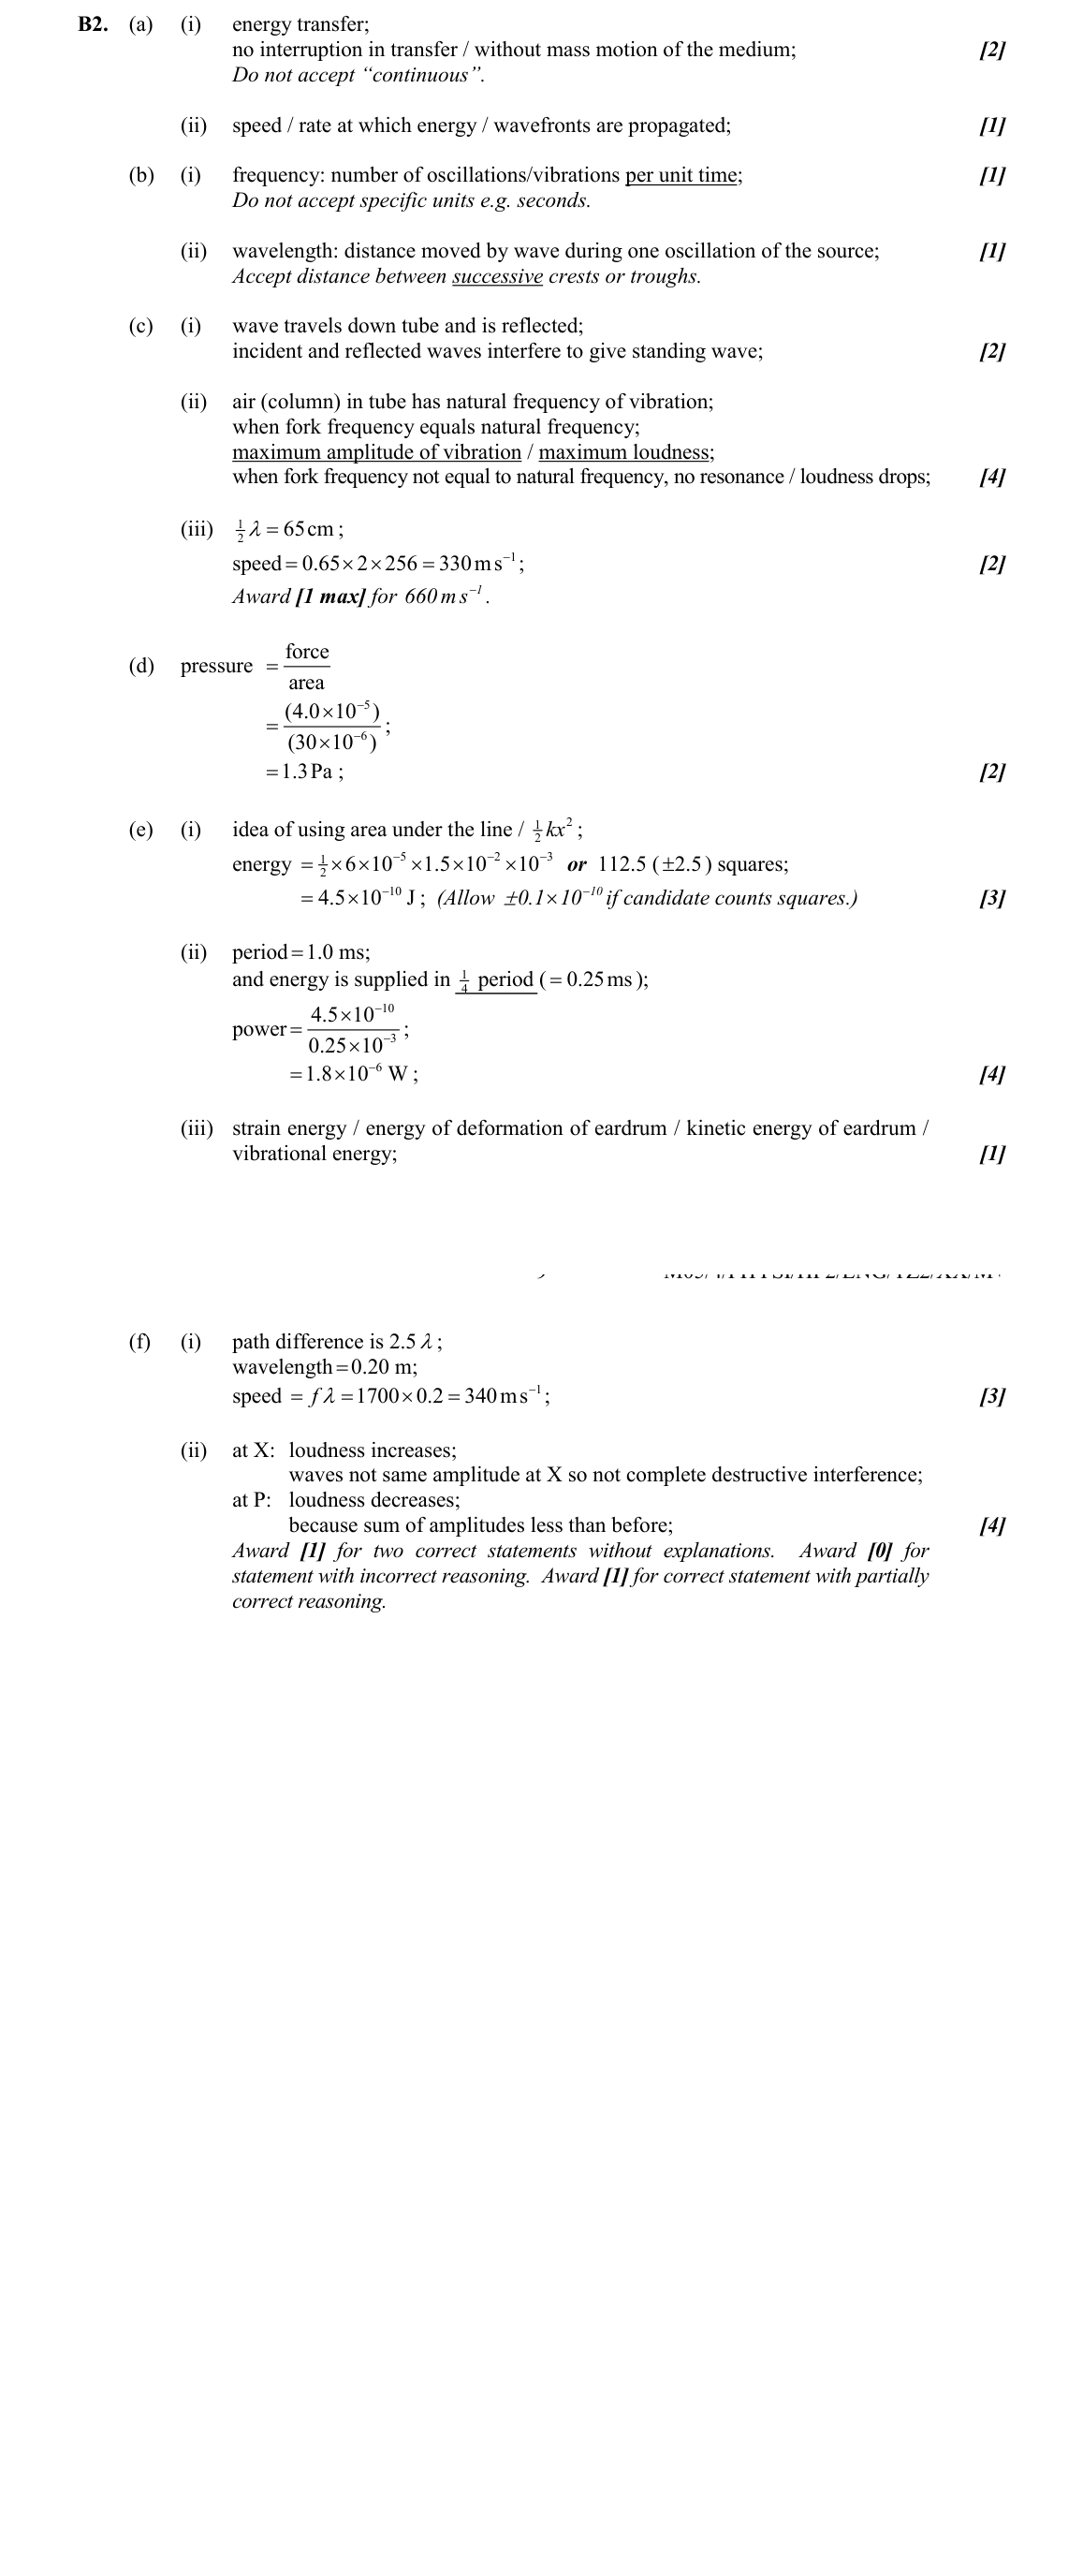 B2. (a) (i) energy transfer;
no interruption in transfer / without mass motion of the medium; [2]
Do not accept “continuous”.
(ii) speed / rate at which energy / wavefronts are propagated; [1]
(b) (i) frequency: number of oscillations/vibrations per unit time; [1]
Do not accept specific units e.g. seconds.
(ii) wavelength: distance moved by wave during one oscillation of the source; [1]
Accept distance between successive crests or troughs.
(c) (i) wave travels down tube and is reflected;
incident and reflected waves interfere to give standing wave; [2]
(ii) air (column) in tube has natural frequency of vibration;
when fork frequency equals natural frequency;
maximum amplitude of vibration / maximum loudness;
when fork frequency not equal to natural frequency, no resonance / loudness drops; [4]
(iii) ½ λ = 65 cm ;
speed = 0.65 × 2 × 256 = 330 m s⁻¹ ; [2]
Award [1 max] for 660 m s⁻¹ .
(d) pressure = force / area
= (4.0×10⁻⁵) / (30×10⁻⁶) ;
= 1.3 Pa ; [2]
(e) (i) idea of using area under the line / ½ kx² ;
energy = ½ × 6×10⁻⁵ ×1.5×10⁻² ×10⁻³ or 112.5 (±2.5) squares;
= 4.5×10⁻¹⁰ J ; (Allow ±0.1×10⁻¹⁰ if candidate counts squares.) [3]
(ii) period = 1.0 ms;
and energy is supplied in ¼ period (= 0.25 ms );
power = 4.5×10⁻¹⁰ / 0.25×10⁻³ ;
= 1.8×10⁻⁶ W ; [4]
(iii) strain energy / energy of deformation of eardrum / kinetic energy of eardrum /
vibrational energy; [1]
(f) (i) path difference is 2.5 λ ;
wavelength = 0.20 m;
speed = f λ = 1700 × 0.2 = 340 m s⁻¹ ; [3]
(ii) at X: loudness increases;
waves not same amplitude at X so not complete destructive interference;
at P: loudness decreases;
because sum of amplitudes less than before; [4]
Award [1] for two correct statements without explanations. Award [0] for
statement with incorrect reasoning. Award [1] for correct statement with partially
correct reasoning.